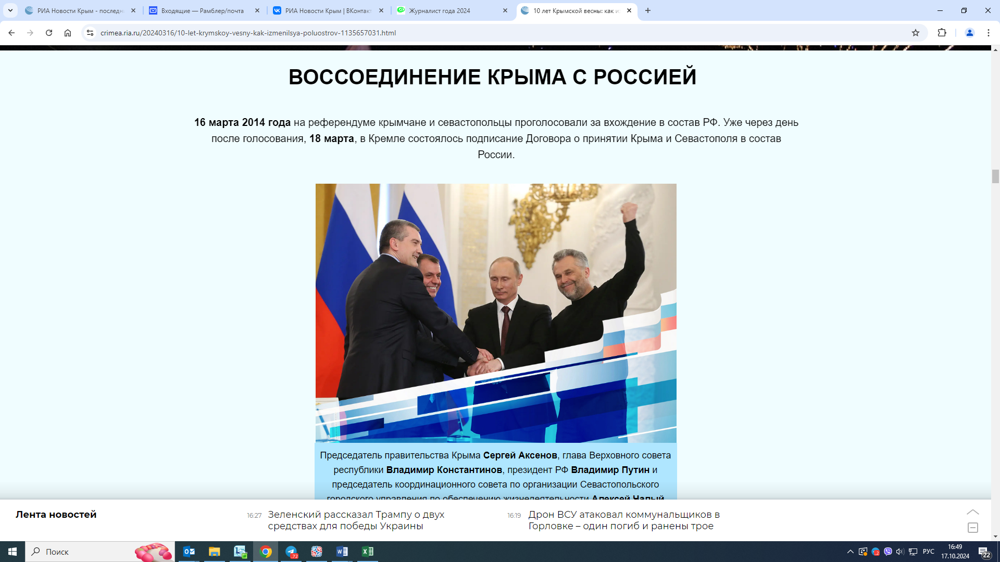 РИА Новости Крым - последн
Входящие — Рамблер/почта
РИА Новости Крым | ВКонтакт
Журналист года 2024
10 лет Крымской весны: как из
crimea.ria.ru/20240316/10-let-krymskoy-vesny-kak-izmenilsya-poluostrov-1135657031.html
ВОССОЕДИНЕНИЕ КРЫМА С РОССИЕЙ
16 марта 2014 года на референдуме крымчане и севастопольцы проголосовали за вхождение в состав РФ. Уже через день
после голосования, 18 марта, в Кремле состоялось подписание Договора о принятии Крыма и Севастополя в состав
России.
Председатель правительства Крыма Сергей Аксенов, глава Верховного совета
республики Владимир Константинов, президент РФ Владимир Путин и
председатель координационного совета по организации Севастопольского
городского управления по обеспечению жизнедеятельности Алексей Чалый
Лента новостей
16:27 Зеленский рассказал Трампу о двух
средствах для победы Украины
16:19 Дрон ВСУ атаковал коммунальщиков в
Горловке – один погиб и ранены трое
Поиск
72
РУС
16:49
17.10.2024
22